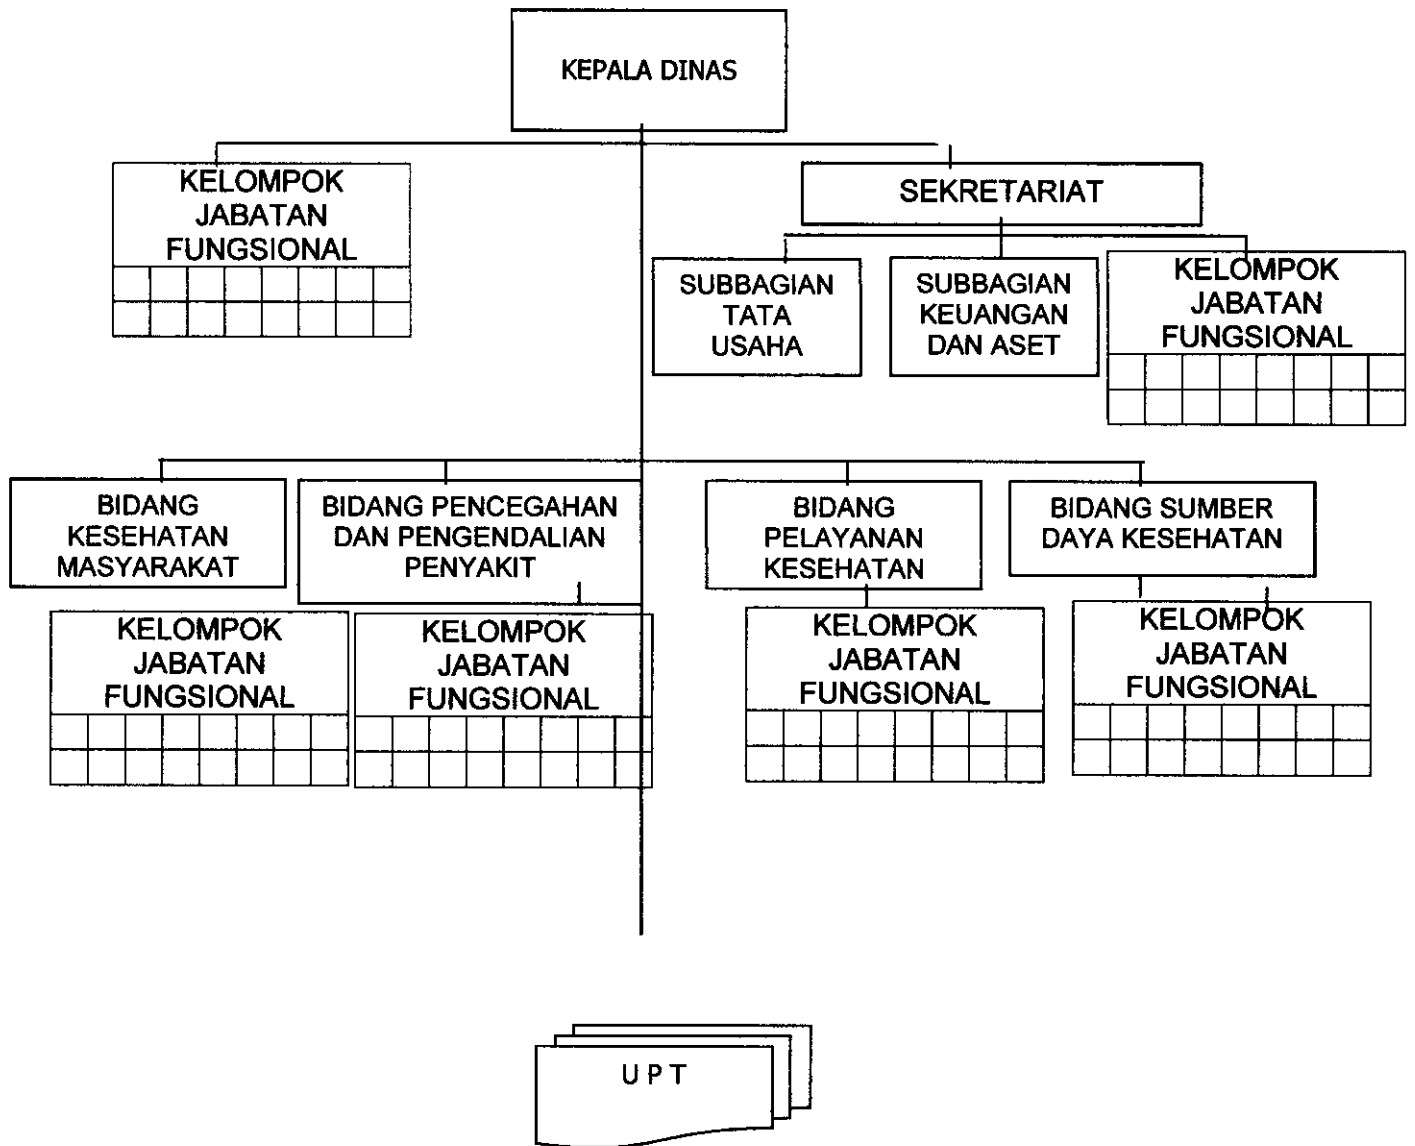 KEPALA DINAS
KELOMPOK
JABATAN
FUNGSIONAL
SEKRETARIAT
SUBBAGIAN
TATA
USAHA
SUBBAGIAN
KEUANGAN
DAN ASET
KELOMPOK
JABATAN
FUNGSIONAL
BIDANG
KESEHATAN
MASYARAKAT
BIDANG PENCEGAHAN
DAN PENGENDALIAN
PENYAKIT
BIDANG
PELAYANAN
KESEHATAN
BIDANG SUMBER
DAYA KESEHATAN
KELOMPOK
JABATAN
FUNGSIONAL
KELOMPOK
JABATAN
FUNGSIONAL
KELOMPOK
JABATAN
FUNGSIONAL
KELOMPOK
JABATAN
FUNGSIONAL
U P T